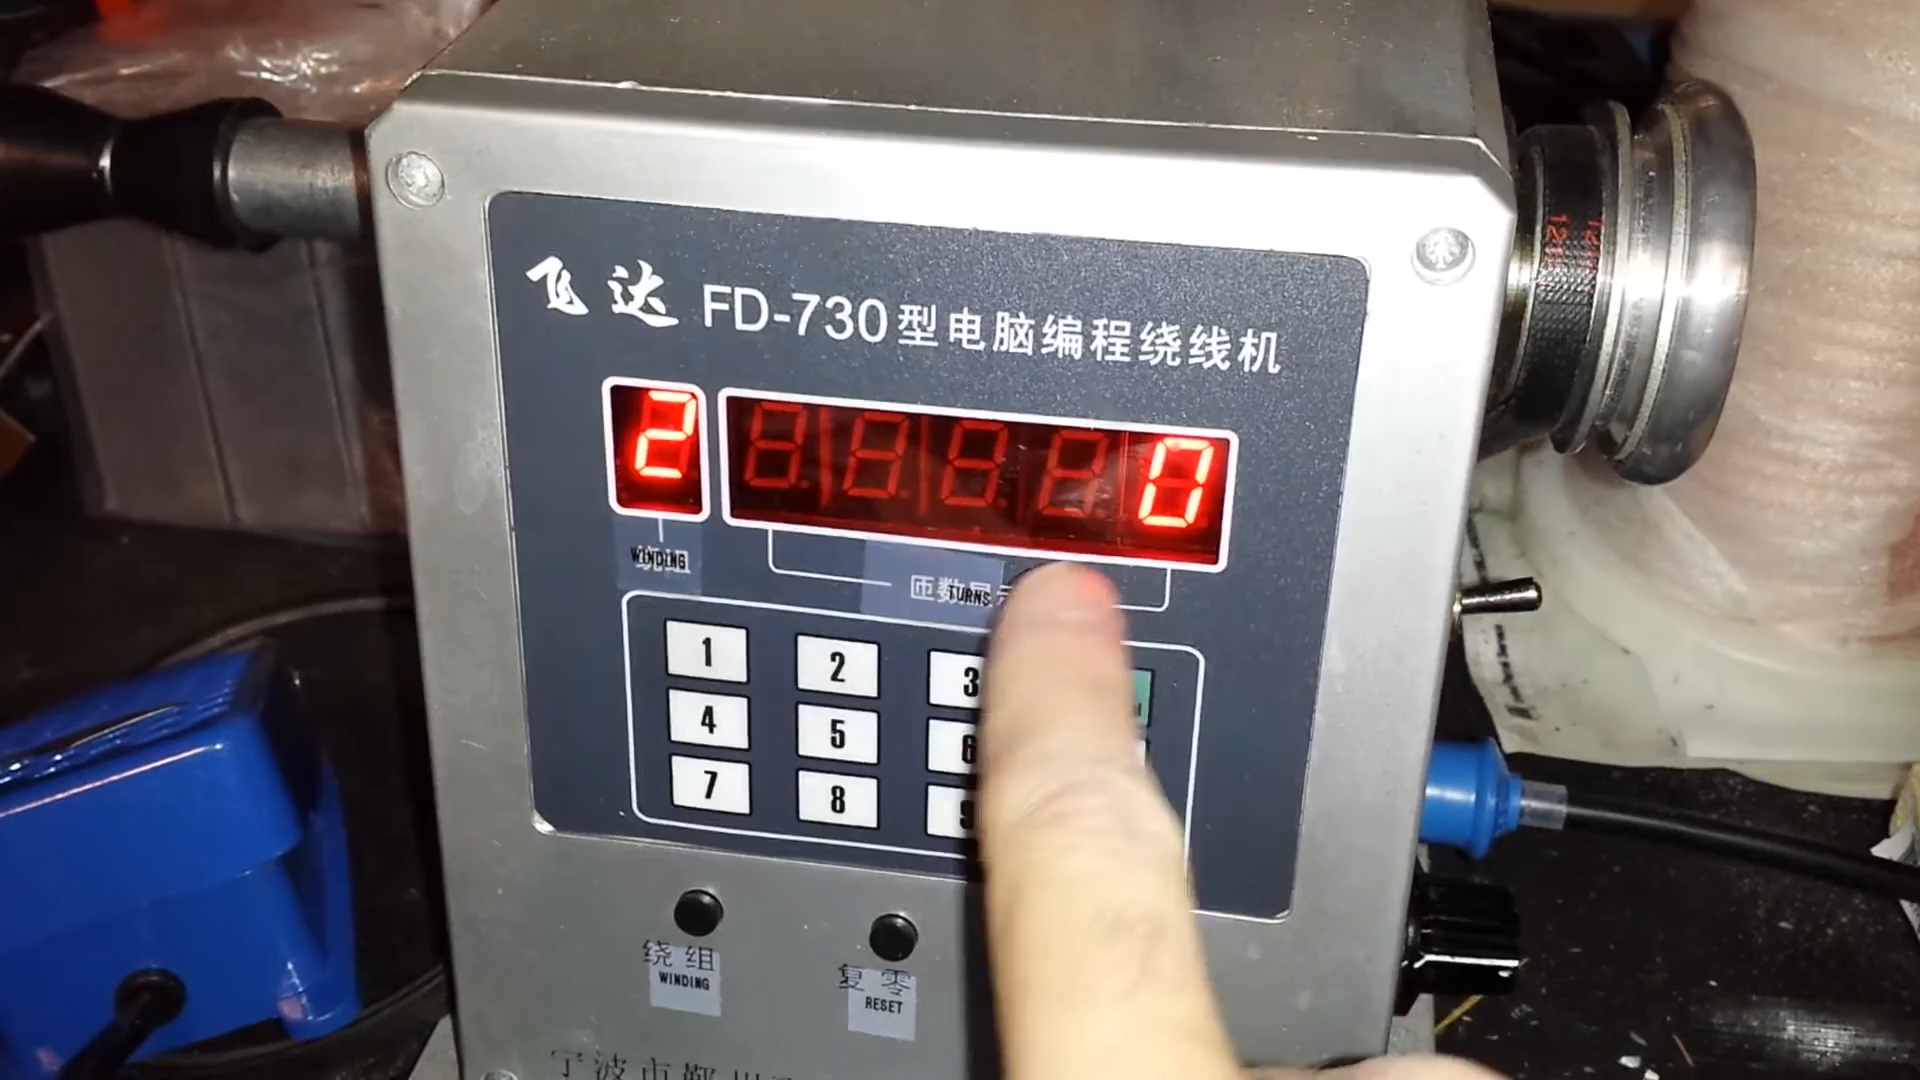 飞达 FD-730型电脑编程绕线机
2
0
WINDING
匝数显示
TURNS
1 2 3
4 5 6
7 8 9
绕组
WINDING
复零
RESET
宁波市鄞州